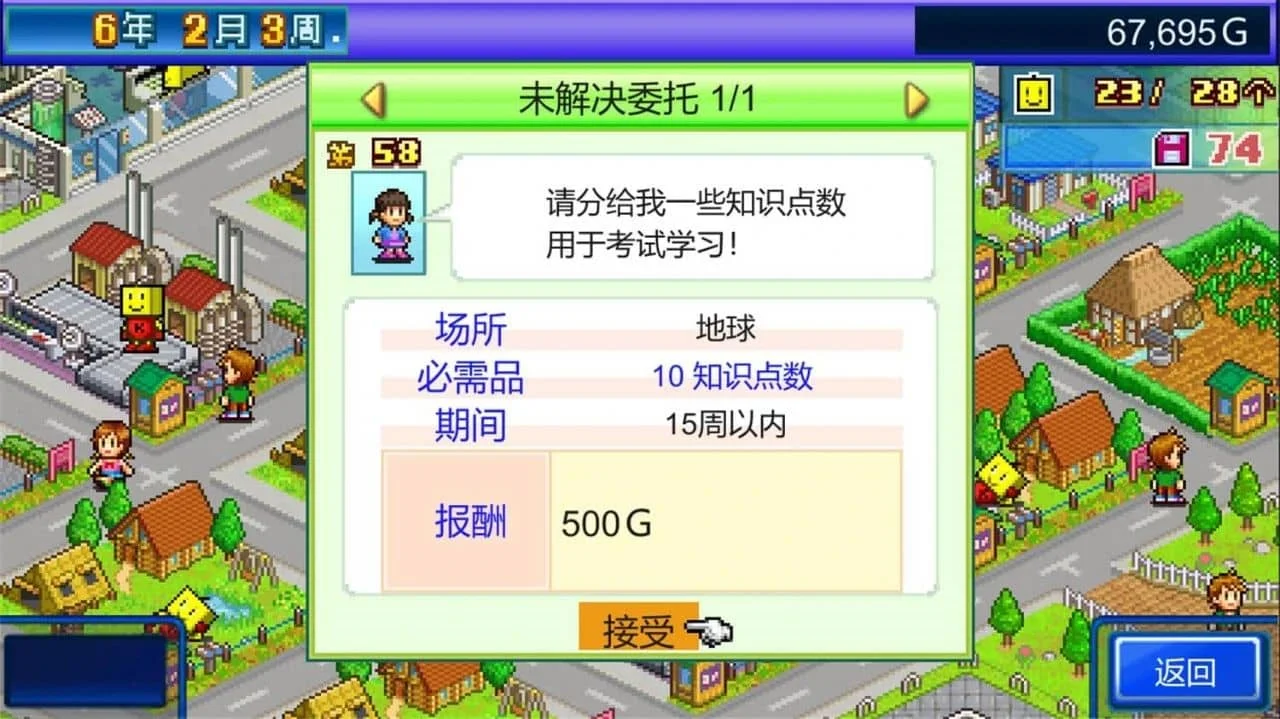 6年 2月 3周.
67,695G
未解决委托 1/1
23/ 28个
58
74
请分给我一些知识点数
用于考试学习！
场所 地球
必需品 10 知识点数
期间 15周以内
报酬 500G
接受
返回